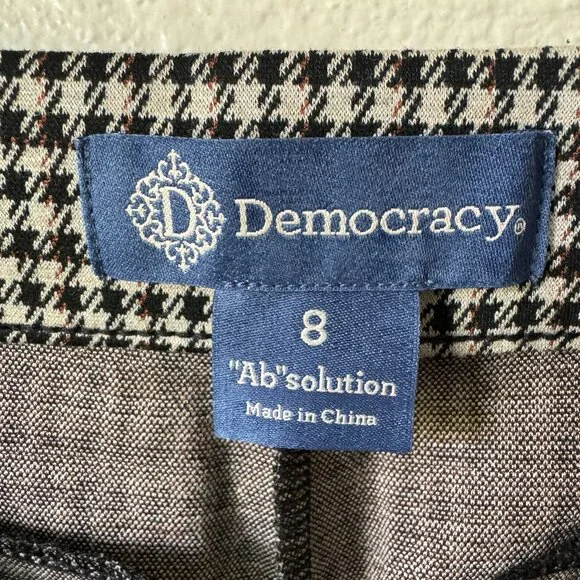 D Democracy®
8
"Ab"solution
Made in China